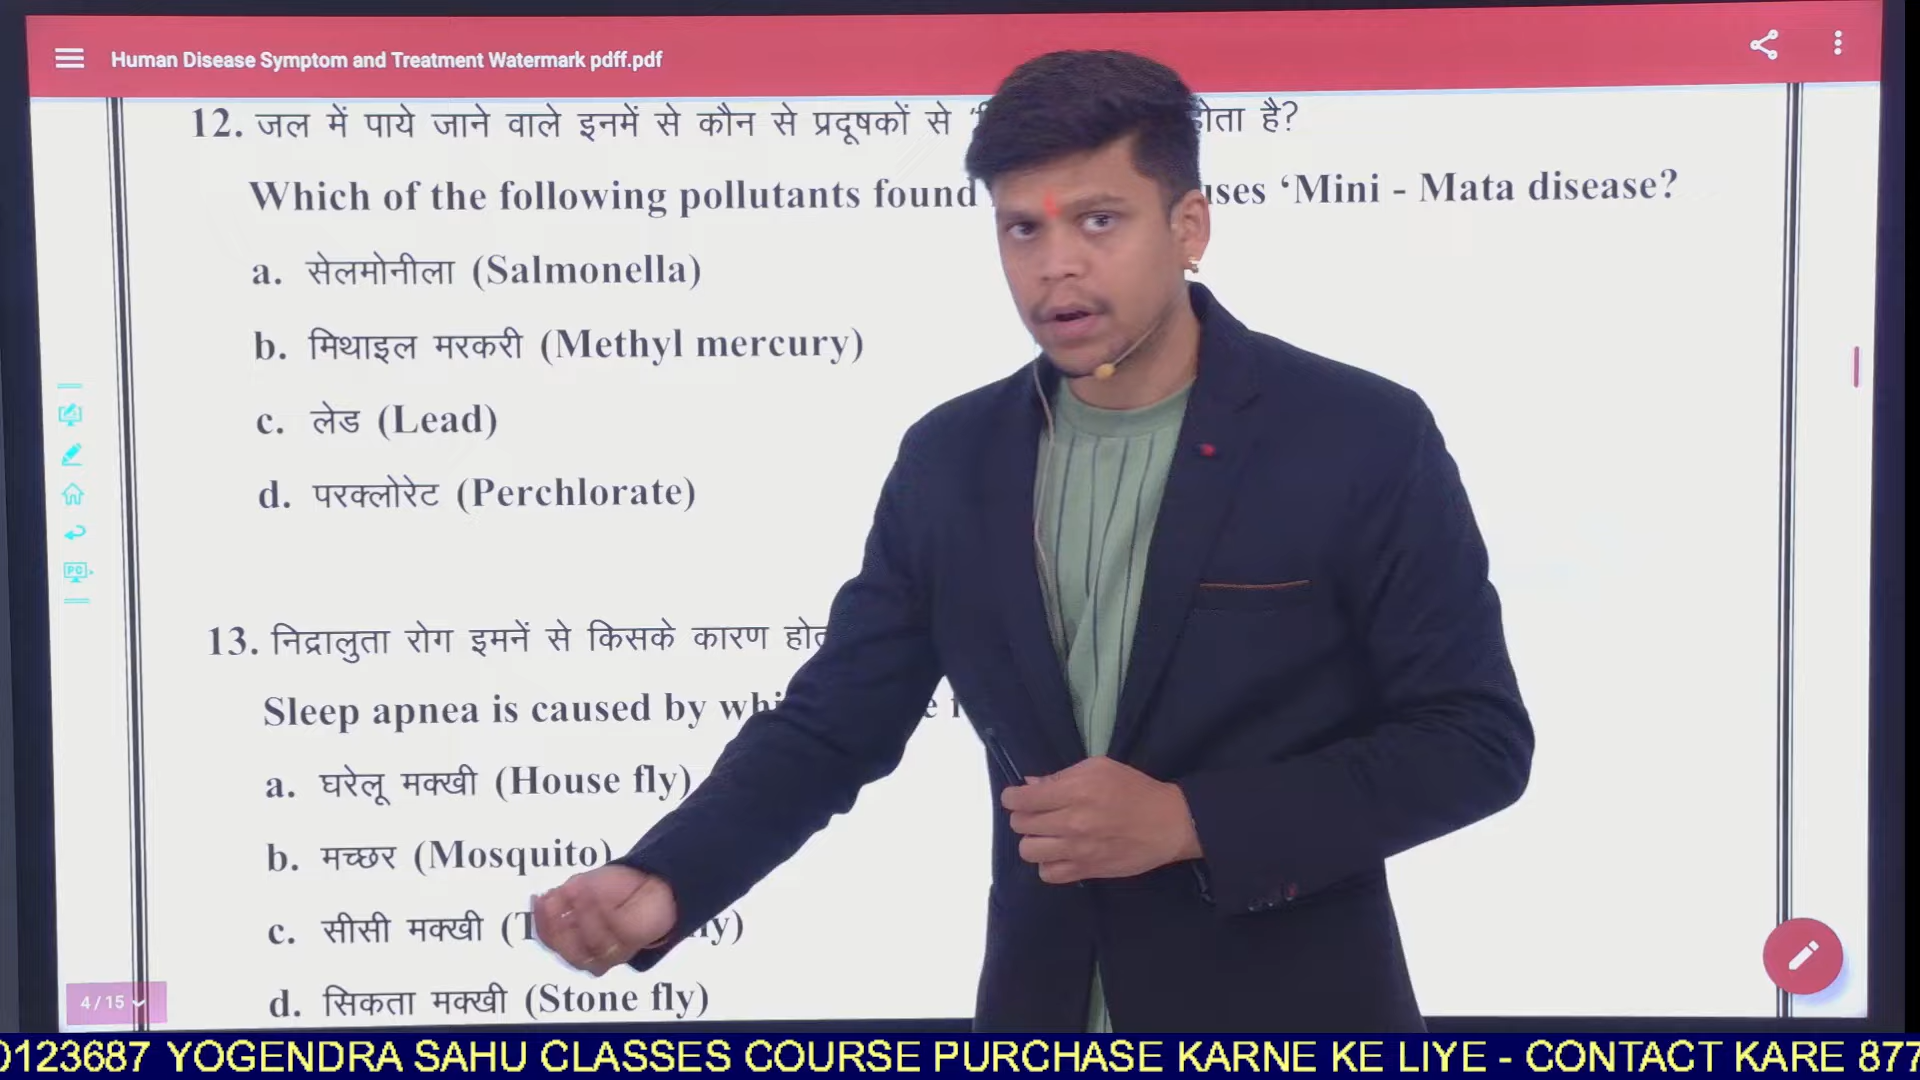 Human Disease Symptom and Treatment Watermark pdff.pdf
12. जल में पाये जाने वाले इनमें से कौन से प्रदूषकों से होता है?
Which of the following pollutants found ‘Mini - Mata disease?
a. सेलमोनीला (Salmonella)
b. मिथाइल मरकरी (Methyl mercury)
c. लेड (Lead)
d. परक्लोरेट (Perchlorate)
13. निद्रालुता रोग इमनें से किसके कारण
Sleep apnea is caused by
a. घरेलू मक्खी (House fly)
b. मच्छर (Mosquito)
c. सीसी मक्खी
d. सिकता मक्खी (Stone fly)
PC
4/15
0123687 YOGENDRA SAHU CLASSES COURSE PURCHASE KARNE KE LIYE - CONTACT KARE 877